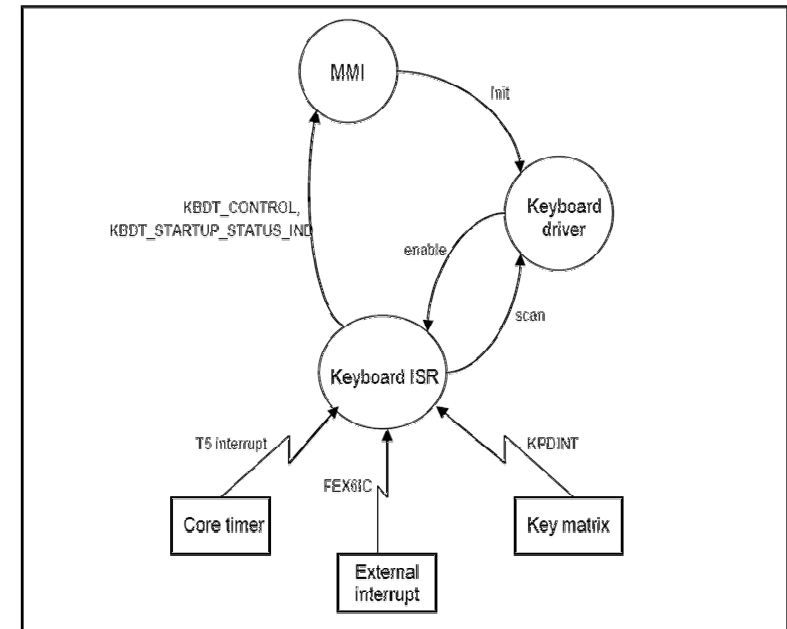 MMI
Init
Keyboard
driver
KBDT_CONTROL,
KBDT_STARTUP_STATUS_IND
enable
scan
Keyboard ISR
T5 interrupt
KPDINT
FEX6IC
Core timer
Key matrix
External
interrupt